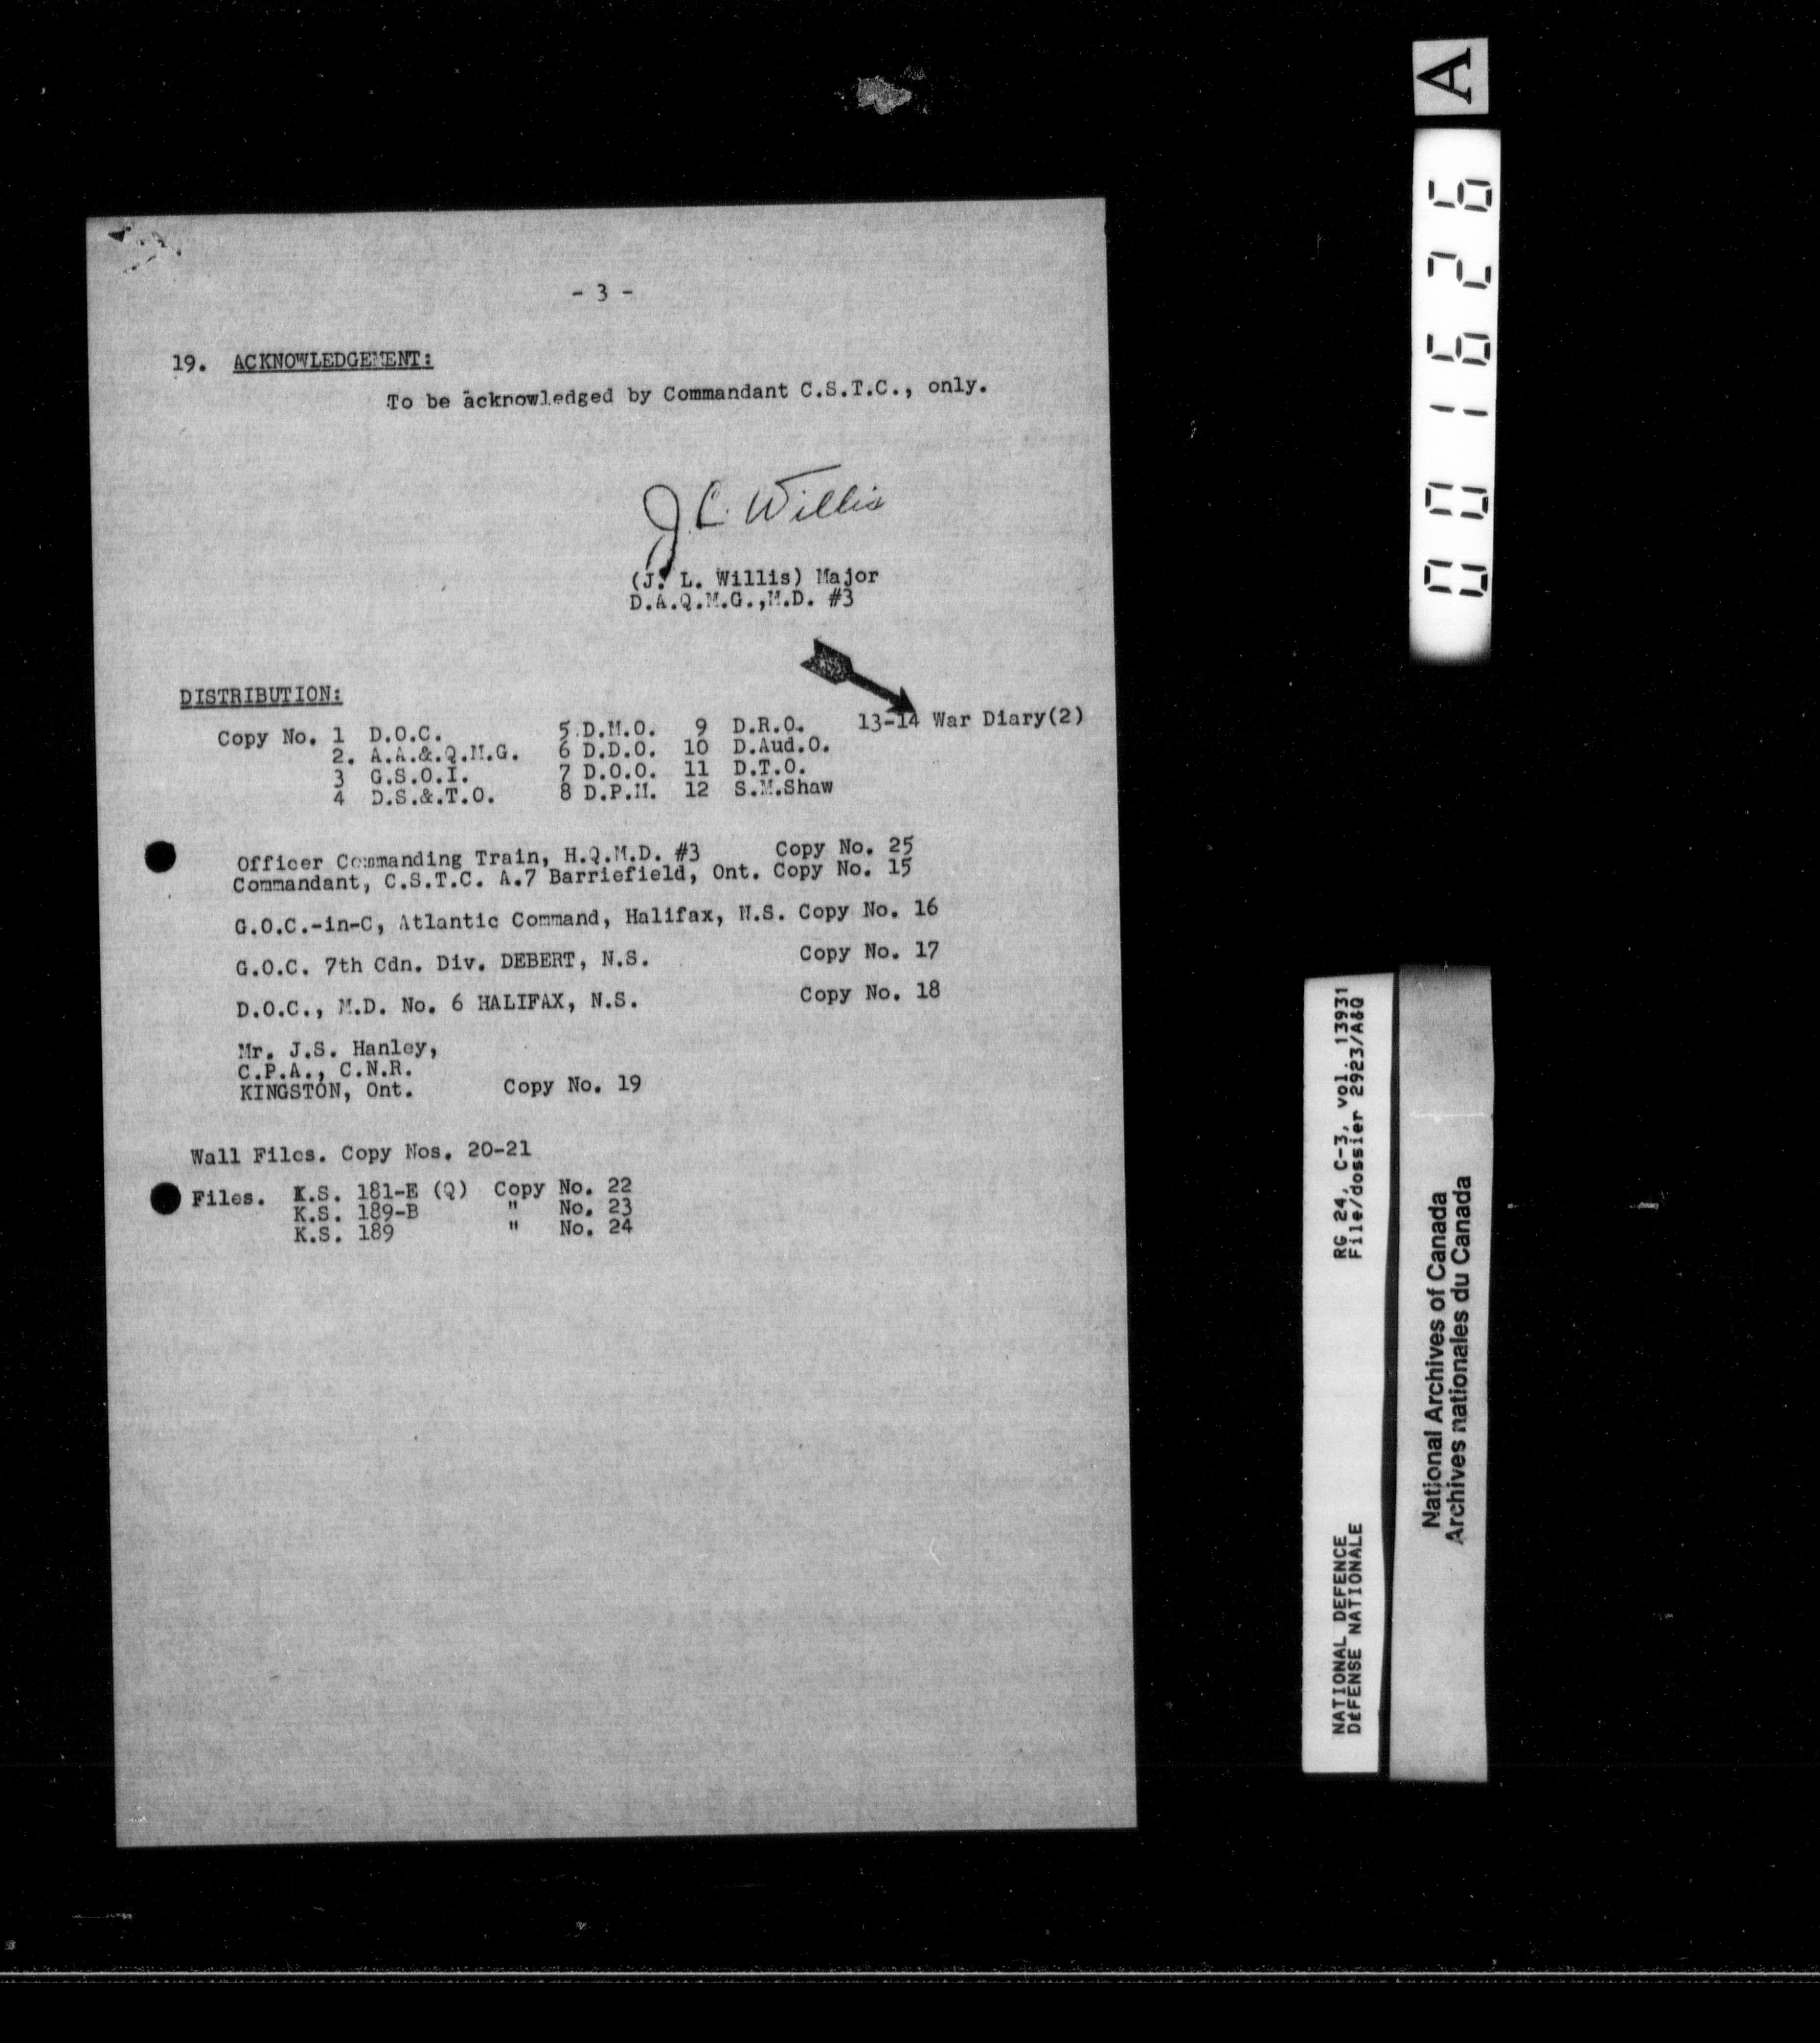 - 3 -
19. ACKNOWLEDGEMENT:
To be acknowledged by Commandant C.S.T.C., only.
J. L. Willis
(J. L. Willis) Major
D.A.Q.M.G.,M.D. #3
DISTRIBUTION:
Copy No. 1 D.O.C. 5 D.M.O. 9 D.R.O. 13-14 War Diary(2)
2. A.A.&.Q.M.G. 6 D.D.O. 10 D.Aud.O.
3 G.S.O.I. 7 D.O.O. 11 D.T.O.
4 D.S.&.T.O. 8 D.P.M. 12 S.M.Shaw
Officer Commanding Train, H.Q.M.D. #3 Copy No. 25
Commandant, C.S.T.C. A.7 Barriefield, Ont. Copy No. 15
G.O.C.-in-C, Atlantic Command, Halifax, N.S. Copy No. 16
G.O.C. 7th Cdn. Div. DEBERT, N.S. Copy No. 17
D.O.C., M.D. No. 6 HALIFAX, N.S. Copy No. 18
Mr. J.S. Hanley,
C.P.A., C.N.R.
KINGSTON, Ont. Copy No. 19
Wall Files. Copy Nos. 20-21
Files. K.S. 181-E (Q) Copy No. 22
K.S. 189-B " No. 23
K.S. 189 " No. 24
A
001626
NATIONAL DEFENCE RG 24, C-3, vol. 13931
DÉFENSE NATIONALE File/dossier 2923/A&Q
National Archives of Canada
Archives nationales du Canada